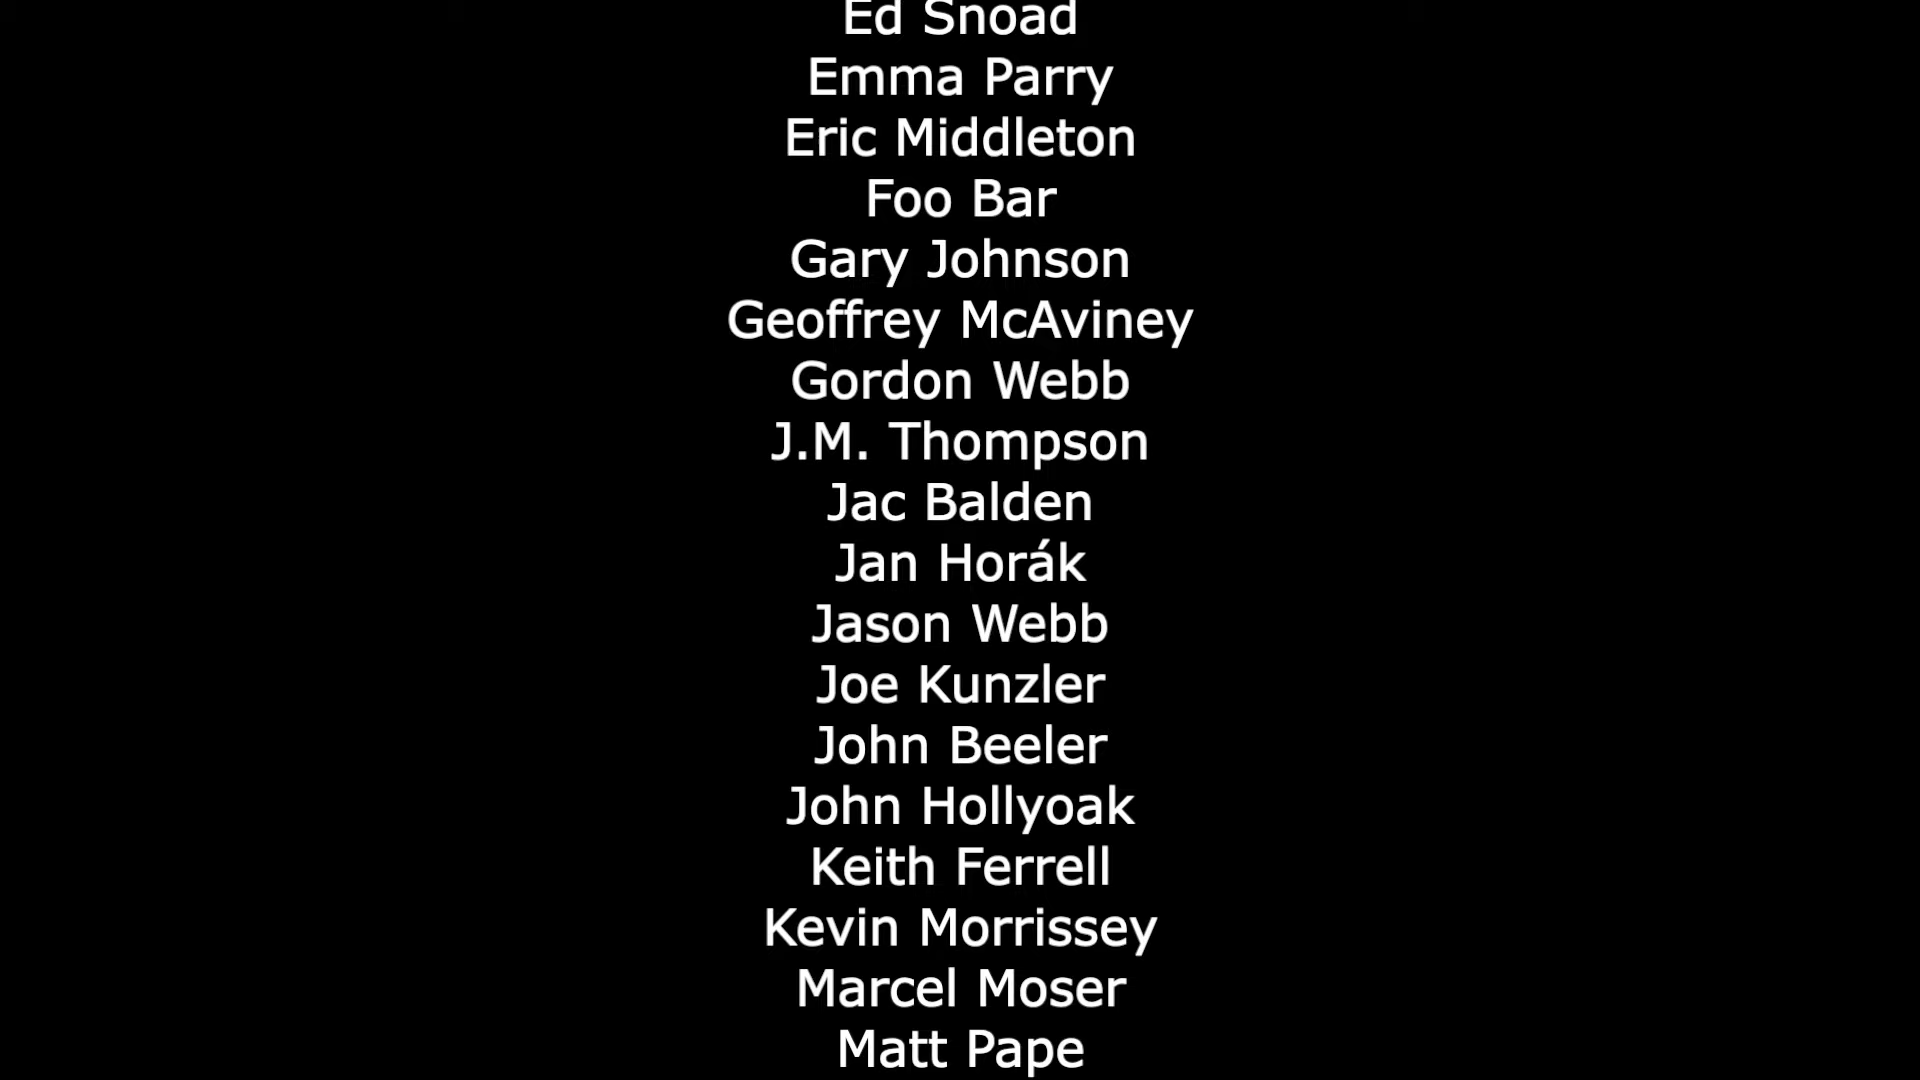 Ed Snoad
Emma Parry
Eric Middleton
Foo Bar
Gary Johnson
Geoffrey McAviney
Gordon Webb
J.M. Thompson
Jac Balden
Jan Horák
Jason Webb
Joe Kunzler
John Beeler
John Hollyoak
Keith Ferrell
Kevin Morrissey
Marcel Moser
Matt Pape